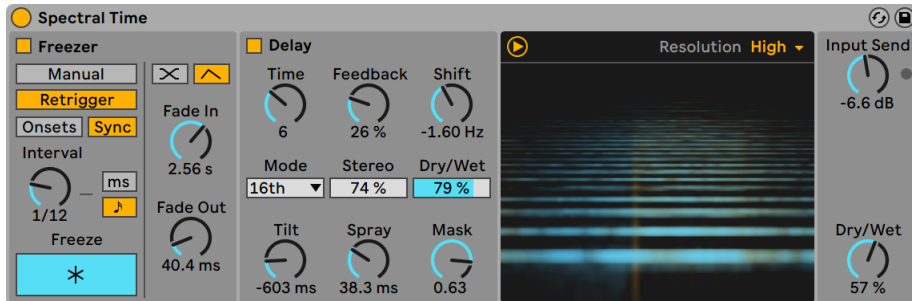 Spectral Time
Freezer
Manual
Retrigger
Onsets Sync
Interval
1/12
ms
Freeze
Fade In
2.56 s
Fade Out
40.4 ms
Delay
Time Feedback Shift
6 26 % -1.60 Hz
Mode Stereo Dry/Wet
16th 74 % 79 %
Tilt Spray Mask
-603 ms 38.3 ms 0.63
Resolution High
Input Send
-6.6 dB
Dry/Wet
57 %